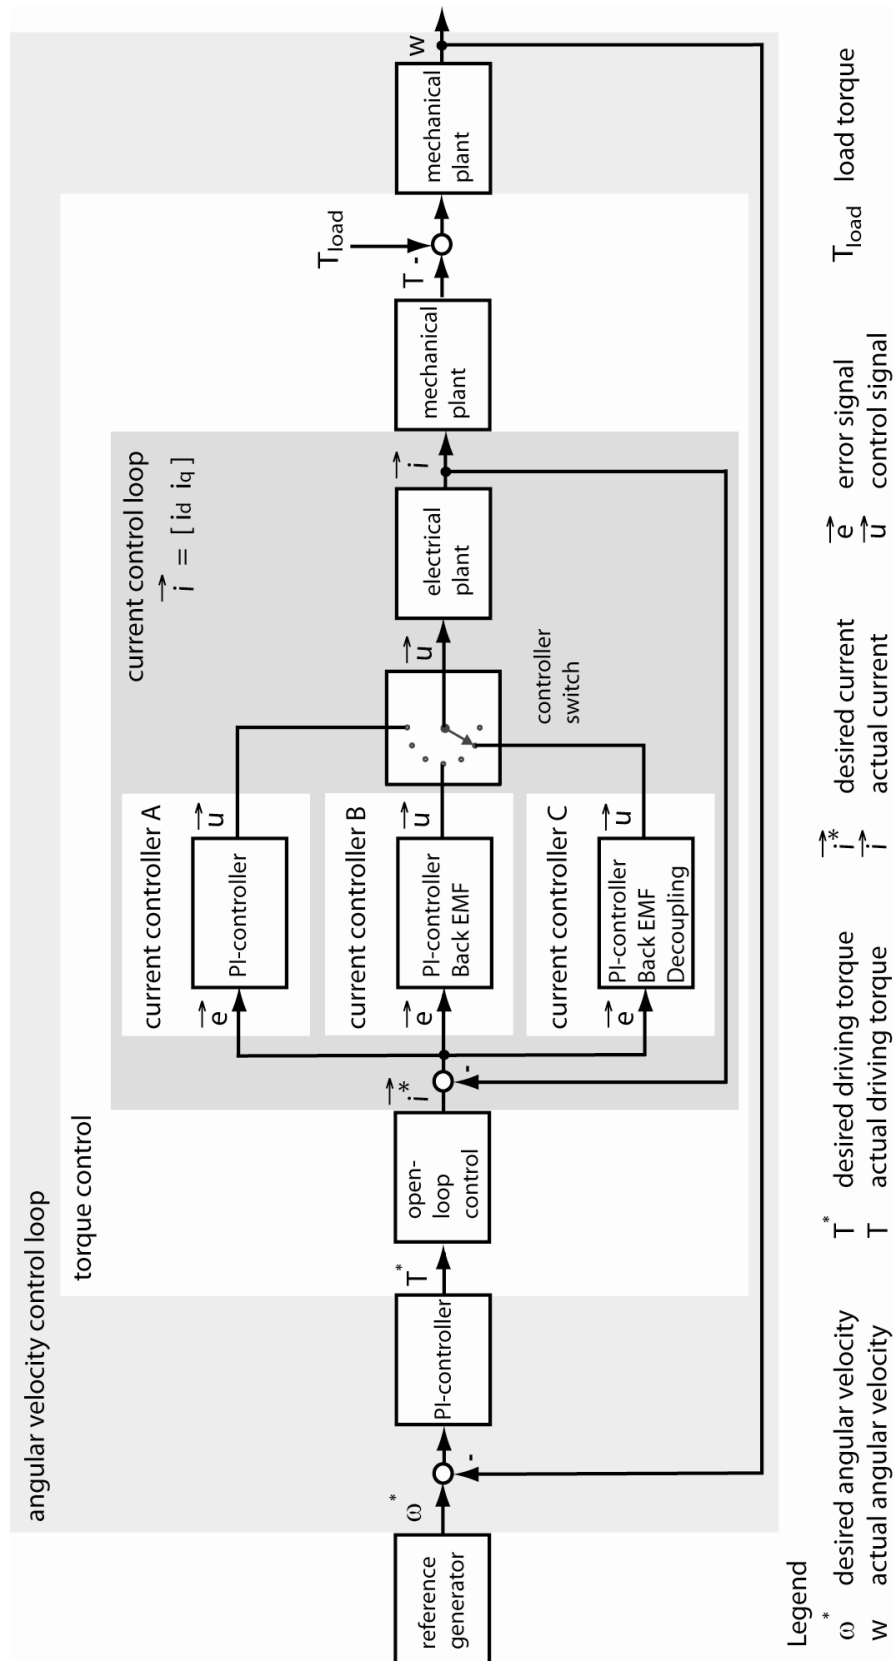 angular velocity control loop
torque control
current control loop
i = [ id iq ]
reference
generator
ω*
-
PI-controller
T*
open-
loop
control
i*
-
current controller A
e
PI-controller
u
current controller B
e
PI-controller
Back EMF
u
current controller C
e
PI-controller
Back EMF
Decoupling
u
controller
switch
u
electrical
plant
i
mechanical
plant
T
-
Tload
mechanical
plant
w
Legend
ω* desired angular velocity
w actual angular velocity
T* desired driving torque
T actual driving torque
i* desired current
i actual current
e error signal
u control signal
Tload load torque